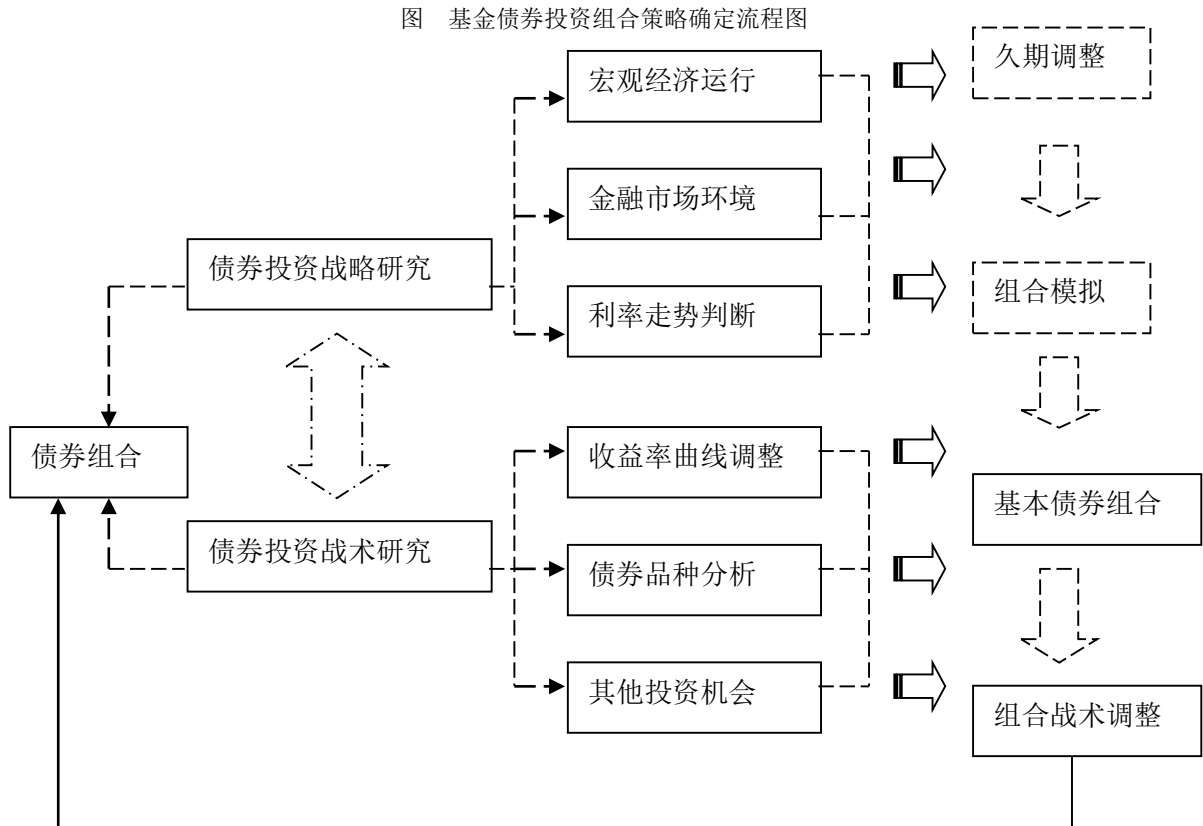 图 基金债券投资组合策略确定流程图
宏观经济运行
久期调整
金融市场环境
债券投资战略研究
利率走势判断
组合模拟
债券组合
收益率曲线调整
基本债券组合
债券投资战术研究
债券品种分析
其他投资机会
组合战术调整